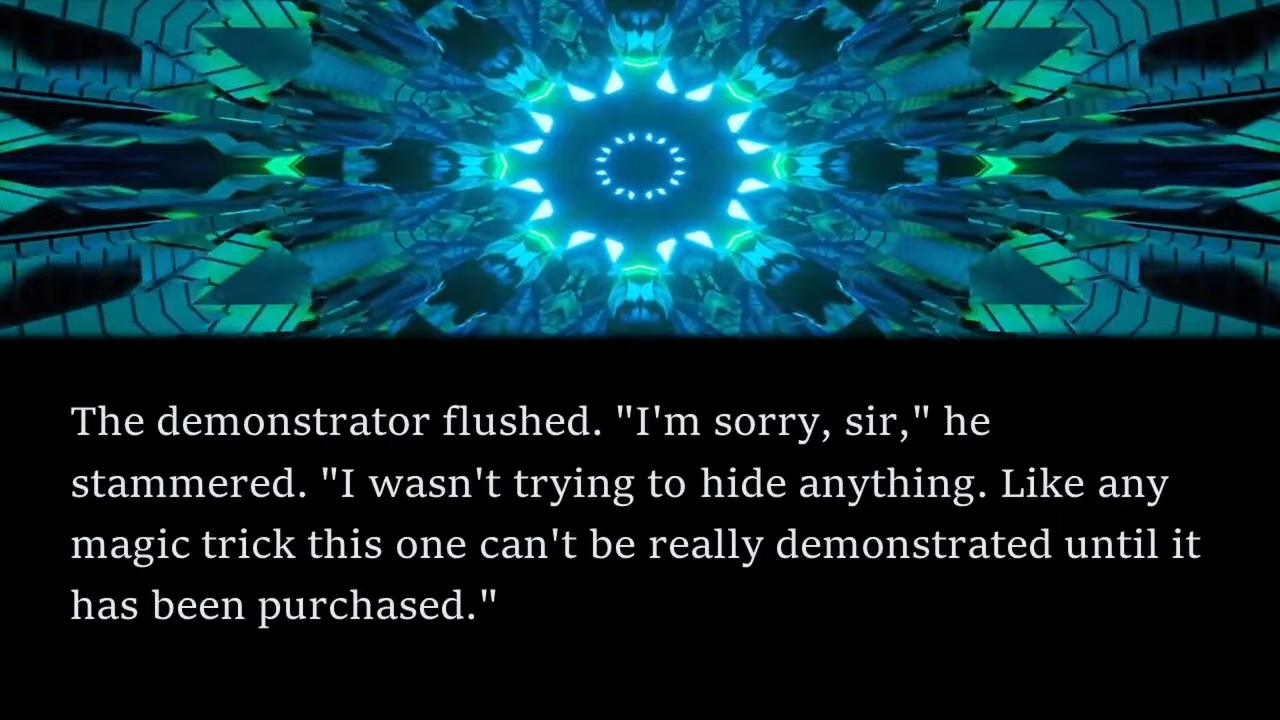 The demonstrator flushed. "I'm sorry, sir," he
stammered. "I wasn't trying to hide anything. Like any
magic trick this one can't be really demonstrated until it
has been purchased."